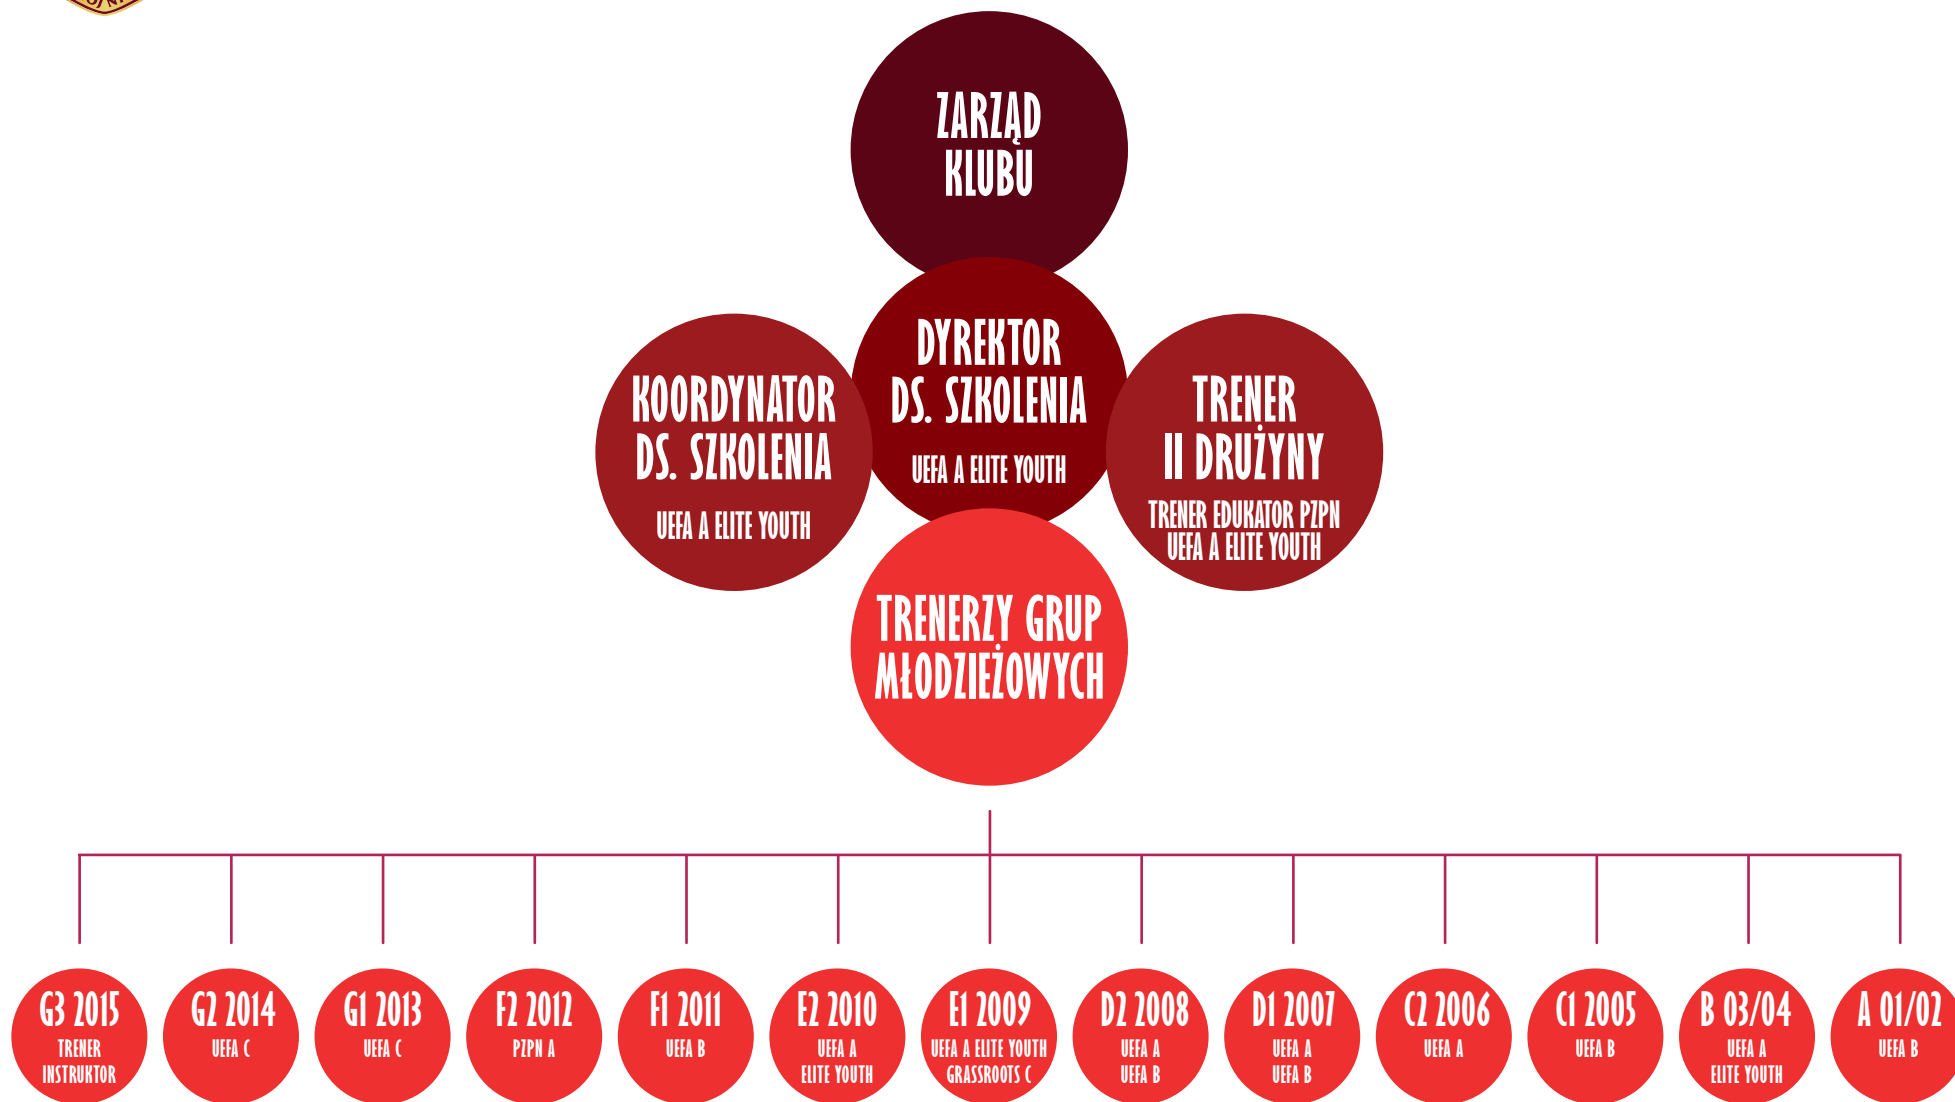 ZARZĄD
KLUBU
DYREKTOR
DS. SZKOLENIA
UEFA A ELITE YOUTH
KOORDYNATOR
DS. SZKOLENIA
UEFA A ELITE YOUTH
TRENER
II DRUŻYNY
TRENER EDUKATOR PZPN
UEFA A ELITE YOUTH
TRENERZY GRUP
MŁODZIEŻOWYCH
G3 2015
TRENER
INSTRUKTOR
G2 2014
UEFA C
G1 2013
UEFA C
F2 2012
PZPN A
F1 2011
UEFA B
E2 2010
UEFA A
ELITE YOUTH
E1 2009
UEFA A ELITE YOUTH
GRASSROOTS C
D2 2008
UEFA A
UEFA B
D1 2007
UEFA A
UEFA B
C2 2006
UEFA A
C1 2005
UEFA B
B 03/04
UEFA A
ELITE YOUTH
A 01/02
UEFA B